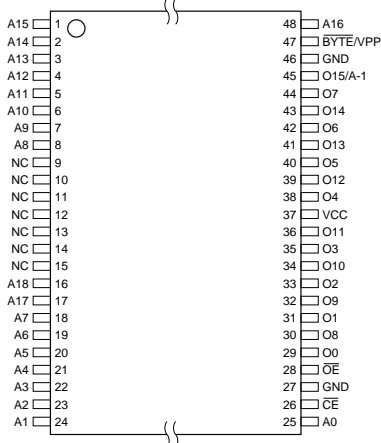 A15 1 48 A16
A14 2 47 BYTE/VPP
A13 3 46 GND
A12 4 45 O15/A-1
A11 5 44 O7
A10 6 43 O14
A9 7 42 O6
A8 8 41 O13
NC 9 40 O5
NC 10 39 O12
NC 11 38 O4
NC 12 37 VCC
NC 13 36 O11
NC 14 35 O3
NC 15 34 O10
A18 16 33 O2
A17 17 32 O9
A7 18 31 O1
A6 19 30 O8
A5 20 29 O0
A4 21 28 OE
A3 22 27 GND
A2 23 26 CE
A1 24 25 A0